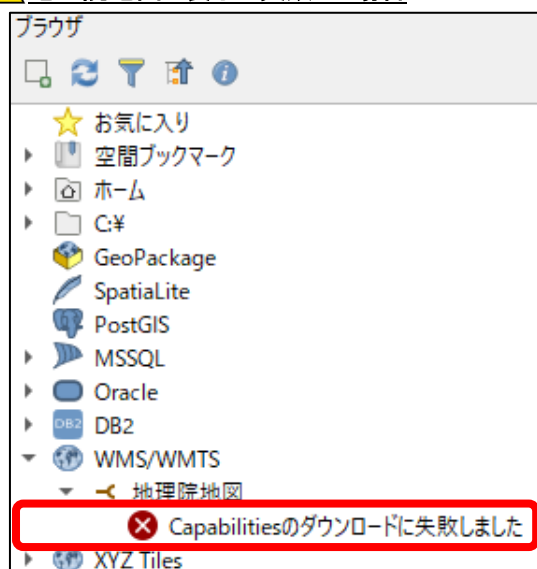 ブラウザ
お気に入り
空間ブックマーク
ホーム
C:¥
GeoPackage
SpatiaLite
PostGIS
MSSQL
Oracle
DB2
DB2
WMS/WMTS
地理院地図
Capabilitiesのダウンロードに失敗しました
XYZ Tiles